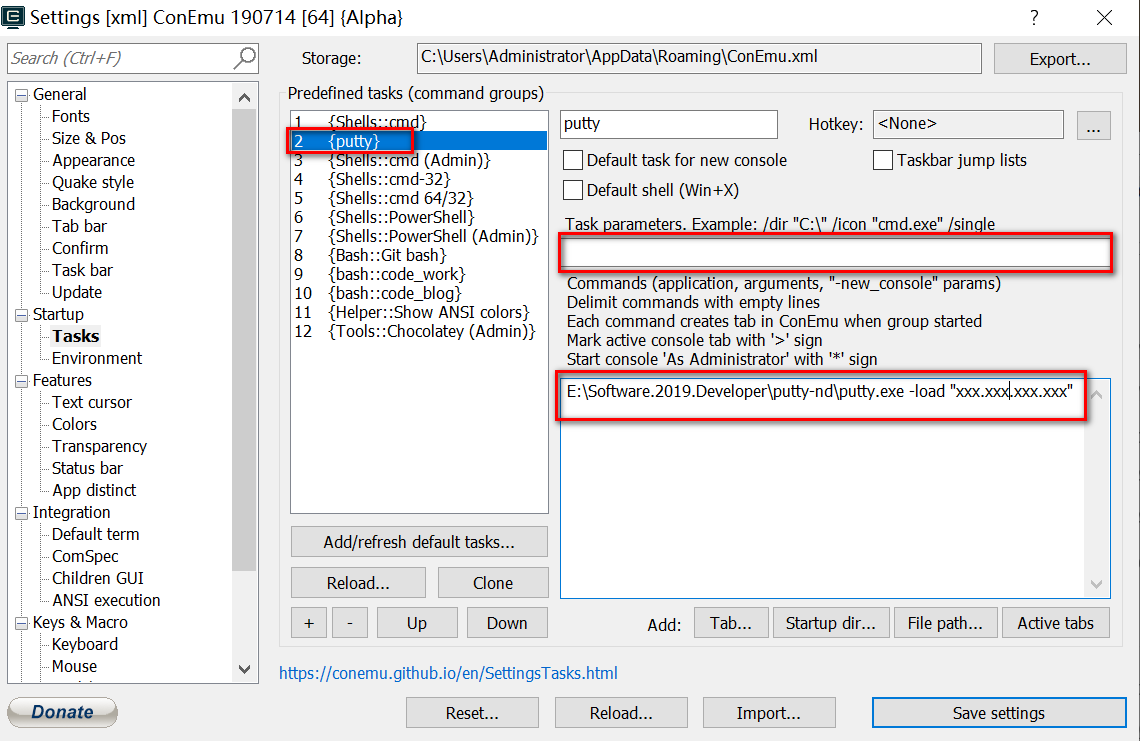 Settings [xml] ConEmu 190714 [64] {Alpha}
?
Search (Ctrl+F)
Storage:
C:\Users\Administrator\AppData\Roaming\ConEmu.xml
Export...
General
Fonts
Size & Pos
Appearance
Quake style
Background
Tab bar
Confirm
Task bar
Update
Startup
Tasks
Environment
Features
Text cursor
Colors
Transparency
Status bar
App distinct
Integration
Default term
ComSpec
Children GUI
ANSI execution
Keys & Macro
Keyboard
Mouse
Predefined tasks (command groups)
1 {Shells::cmd}
2 {putty}
3 {Shells::cmd (Admin)}
4 {Shells::cmd-32}
5 {Shells::cmd 64/32}
6 {Shells::PowerShell}
7 {Shells::PowerShell (Admin)}
8 {Bash::Git bash}
9 {bash::code_work}
10 {bash::code_blog}
11 {Helper::Show ANSI colors}
12 {Tools::Chocolatey (Admin)}
putty
Hotkey:
<None>
...
Default task for new console
Taskbar jump lists
Default shell (Win+X)
Task parameters. Example: /dir "C:\" /icon "cmd.exe" /single
Commands (application, arguments, "-new_console" params)
Delimit commands with empty lines
Each command creates tab in ConEmu when group started
Mark active console tab with '>' sign
Start console 'As Administrator' with '*' sign
E:\Software.2019.Developer\putty-nd\putty.exe -load "xxx.xxx.xxx.xxx"
Add/refresh default tasks...
Reload...
Clone
+
-
Up
Down
Add:
Tab...
Startup dir...
File path...
Active tabs
https://conemu.github.io/en/SettingsTasks.html
Donate
Reset...
Reload...
Import...
Save settings